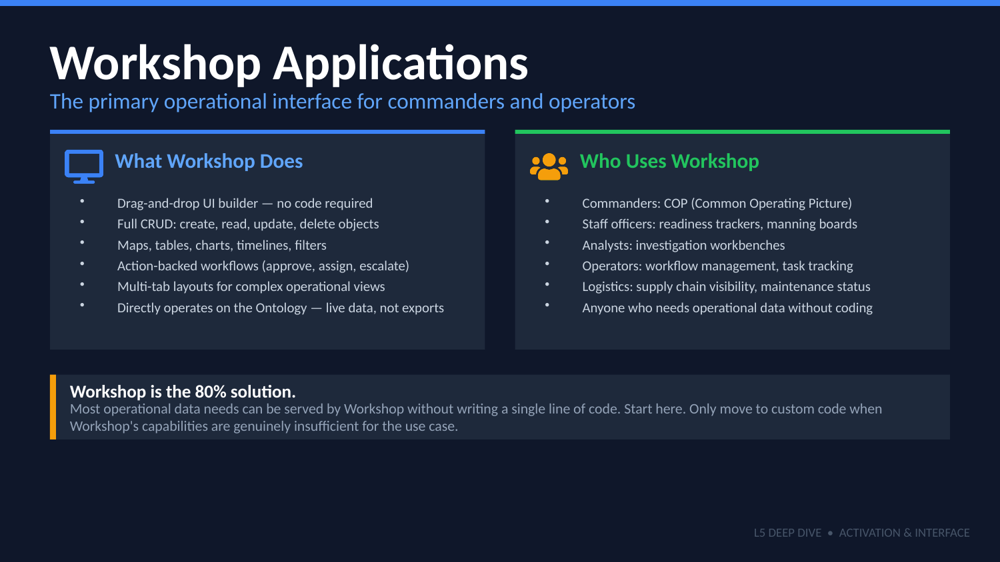 Workshop Applications
The primary operational interface for commanders and operators
What Workshop Does
• Drag-and-drop UI builder — no code required
• Full CRUD: create, read, update, delete objects
• Maps, tables, charts, timelines, filters
• Action-backed workflows (approve, assign, escalate)
• Multi-tab layouts for complex operational views
• Directly operates on the Ontology — live data, not exports
Who Uses Workshop
• Commanders: COP (Common Operating Picture)
• Staff officers: readiness trackers, manning boards
• Analysts: investigation workbenches
• Operators: workflow management, task tracking
• Logistics: supply chain visibility, maintenance status
• Anyone who needs operational data without coding
Workshop is the 80% solution.
Most operational data needs can be served by Workshop without writing a single line of code. Start here. Only move to custom code when
Workshop's capabilities are genuinely insufficient for the use case.
L5 DEEP DIVE • ACTIVATION & INTERFACE